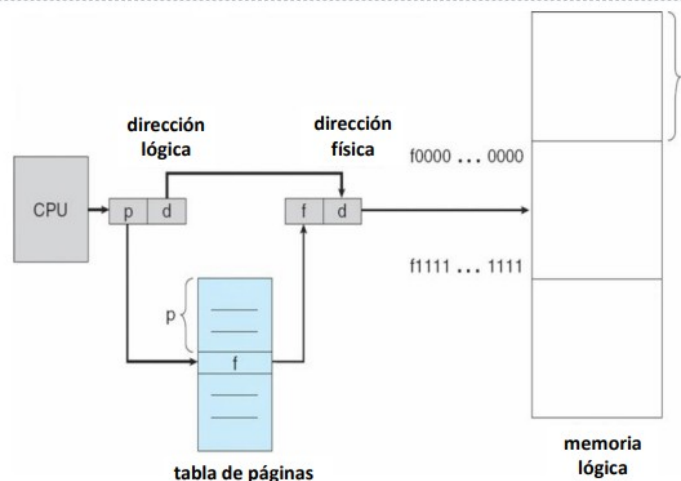 dirección
lógica
dirección
física
f0000 ... 0000
CPU
p
d
f
d
f1111 ... 1111
p
f
tabla de páginas
memoria
lógica